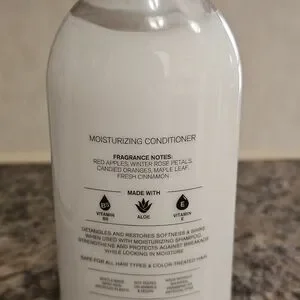 MOISTURIZING CONDITIONER
FRAGRANCE NOTES:
RED APPLES, WINTER ROSE PETALS,
CANDIED ORANGES, MAPLE LEAF,
FRESH CINNAMON
MADE WITH
B5 E
VITAMIN B5 ALOE VITAMIN E
DETANGLES AND RESTORES SOFTNESS & SHINE
WHEN USED WITH MOISTURIZING SHAMPOO.
STRENGTHENS AND PROTECTS AGAINST BREAKAGE
WHILE LOCKING IN MOISTURE
SAFE FOR ALL HAIR TYPES & COLOR-TREATED HAIR